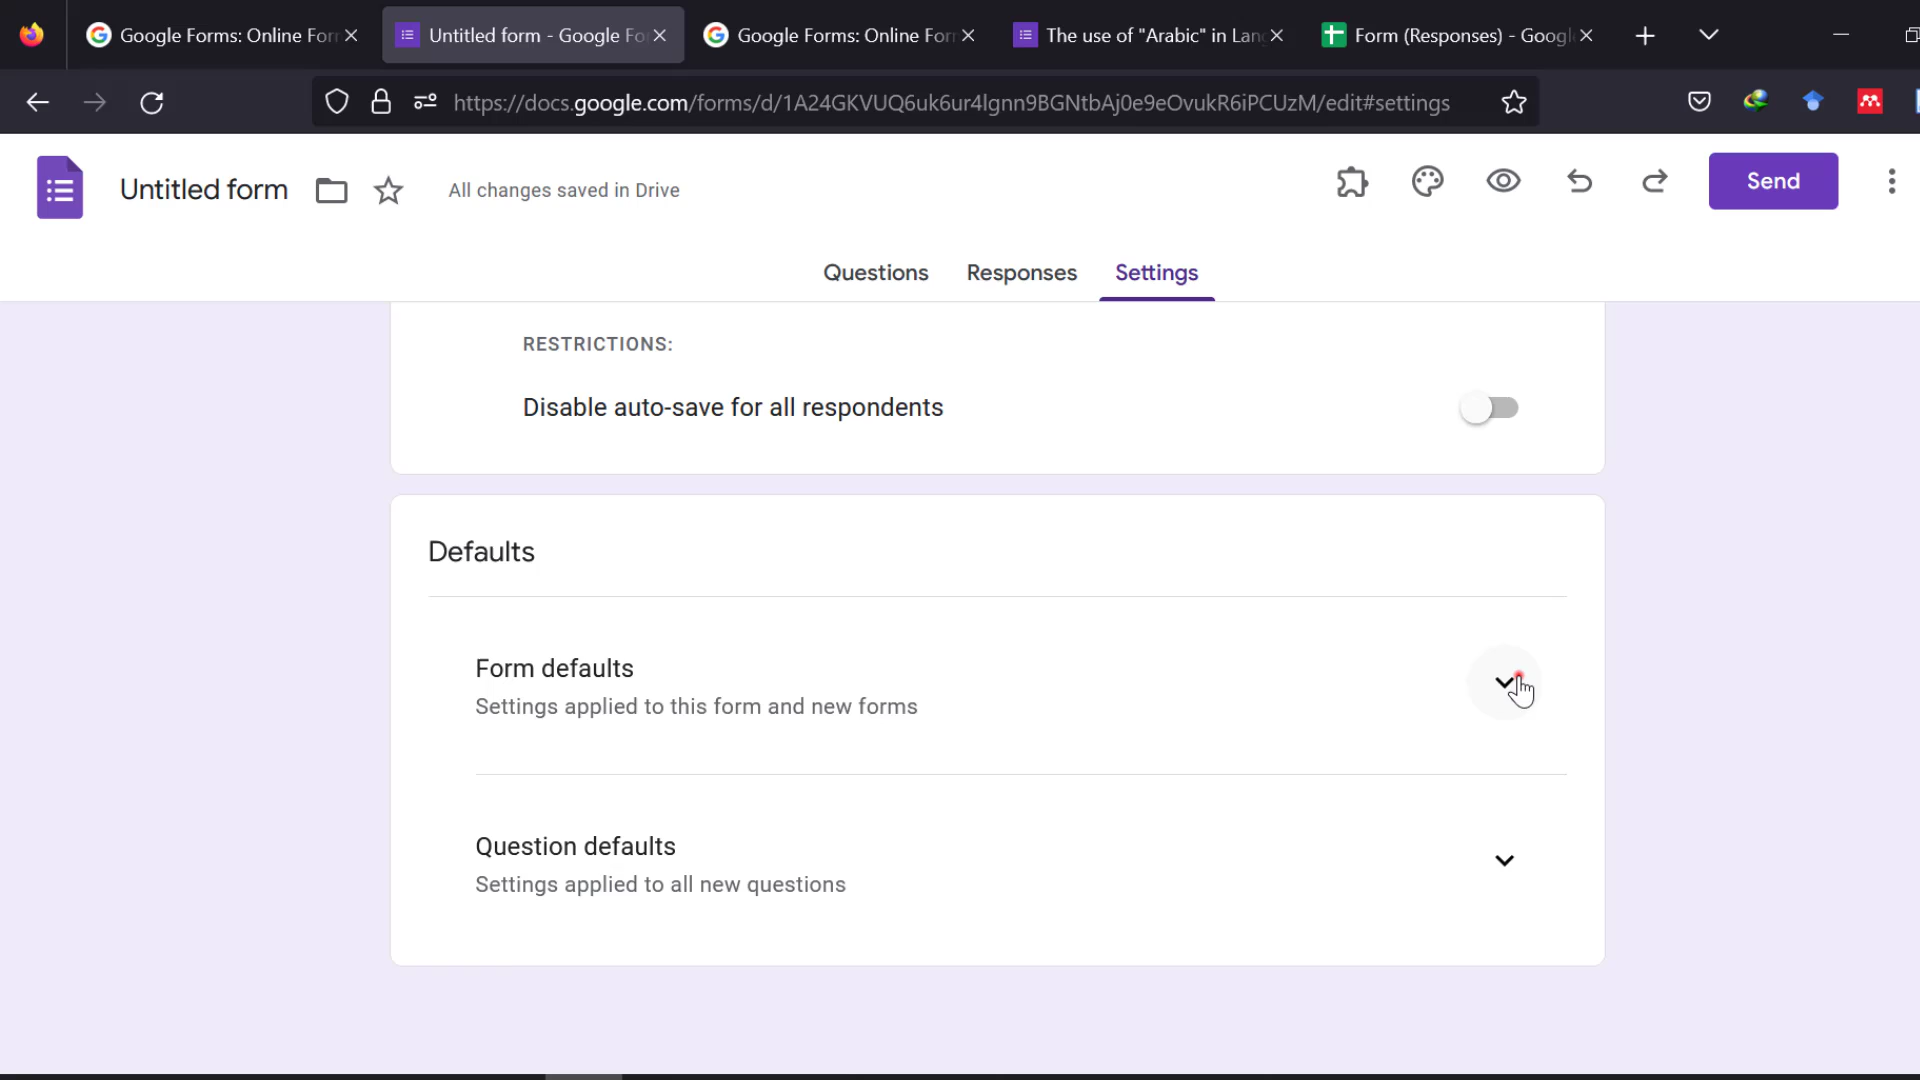 Google Forms: Online For
Untitled form - Google Fo
Google Forms: Online For
The use of "Arabic" in Lan
Form (Responses) - Googl
https://docs.google.com/forms/d/1A24GKVUQ6uk6ur4lgnn9BGNtbAj0e9eOvukR6iPCUzM/edit#settings
Untitled form
All changes saved in Drive
Send
Questions
Responses
Settings
RESTRICTIONS:
Disable auto-save for all respondents
Defaults
Form defaults
Settings applied to this form and new forms
Question defaults
Settings applied to all new questions